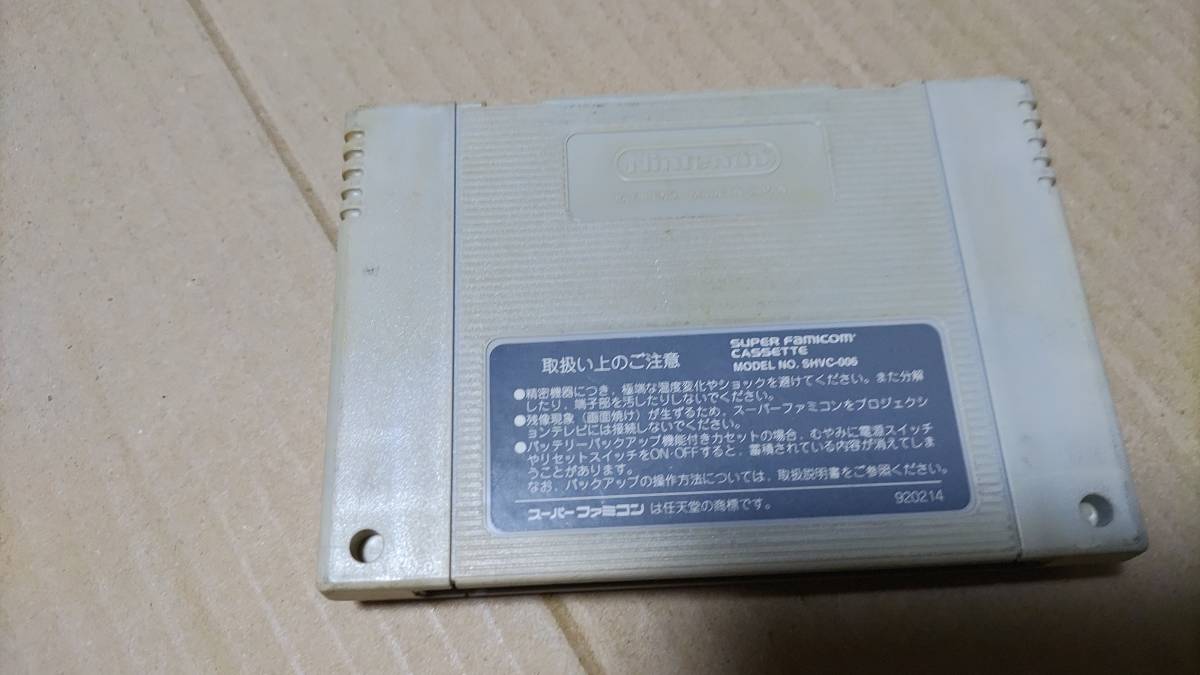 Nintendo
取扱い上のご注意
SUPER FAMICOM
CASSETTE
MODEL NO. SHVC-006
●精密機器につき、極端な温度変化やショックを避けてください。また分解
したり、端子部を汚したりしないでください。
●残像現象（画面焼け）が生ずるため、スーパーファミコンをプロジェクシ
ョンテレビには接続しないでください。
●バッテリーバックアップ機能付きカセットの場合、むやみに電源スイッチ
やリセットスイッチをON・OFFすると、蓄積されている内容が消えてしま
うことがあります。
なお、バックアップの操作方法については、取扱説明書をご参照ください。
スーパーファミコン は任天堂の商標です。
920214